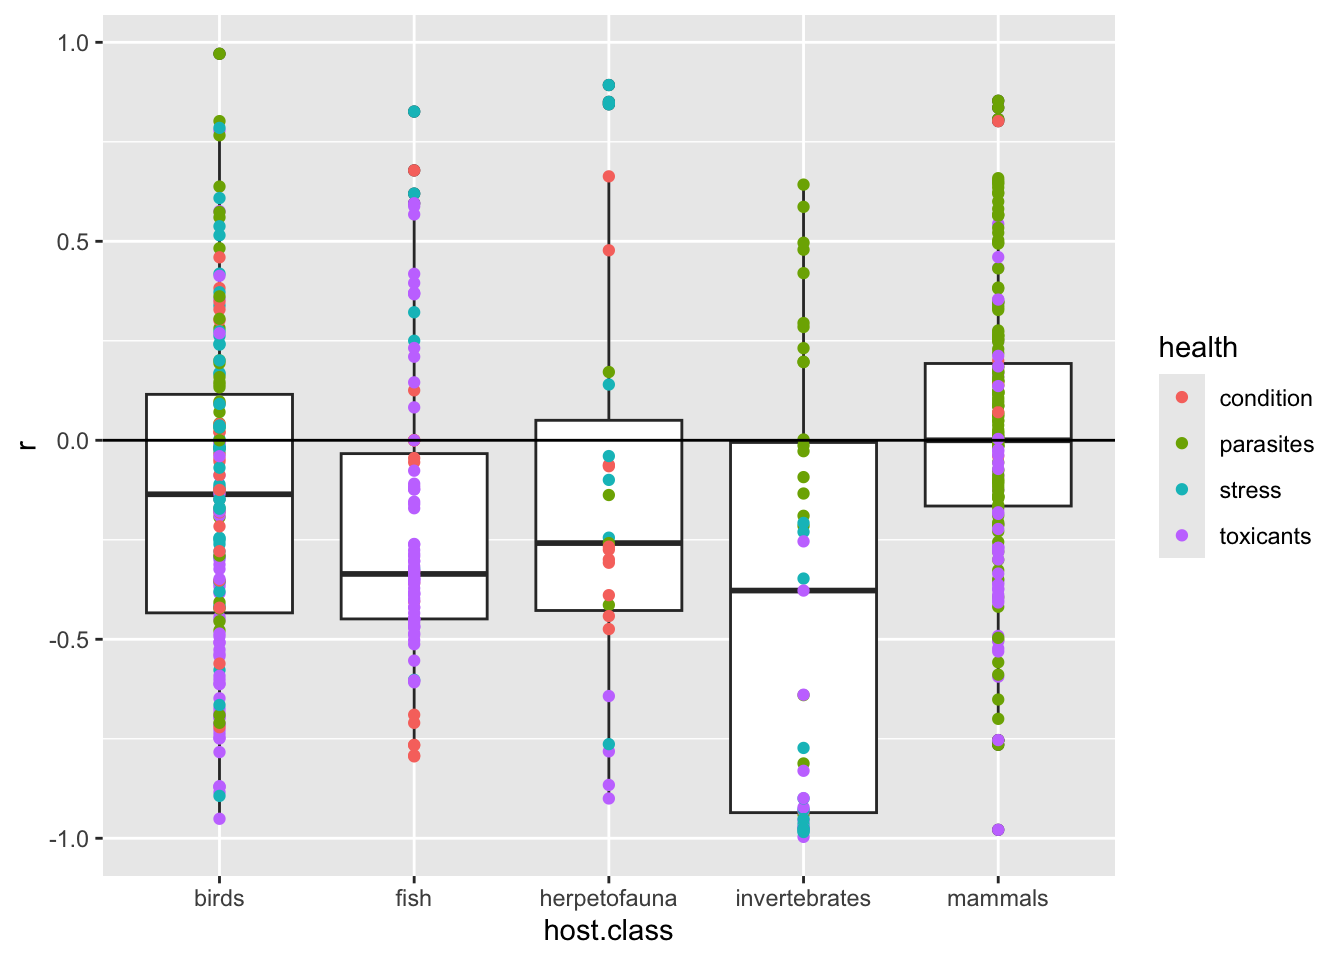 1.0
0.5
0.0
-0.5
-1.0
r
birds
fish
herpetofauna
invertebrates
mammals
host.class
health
condition
parasites
stress
toxicants